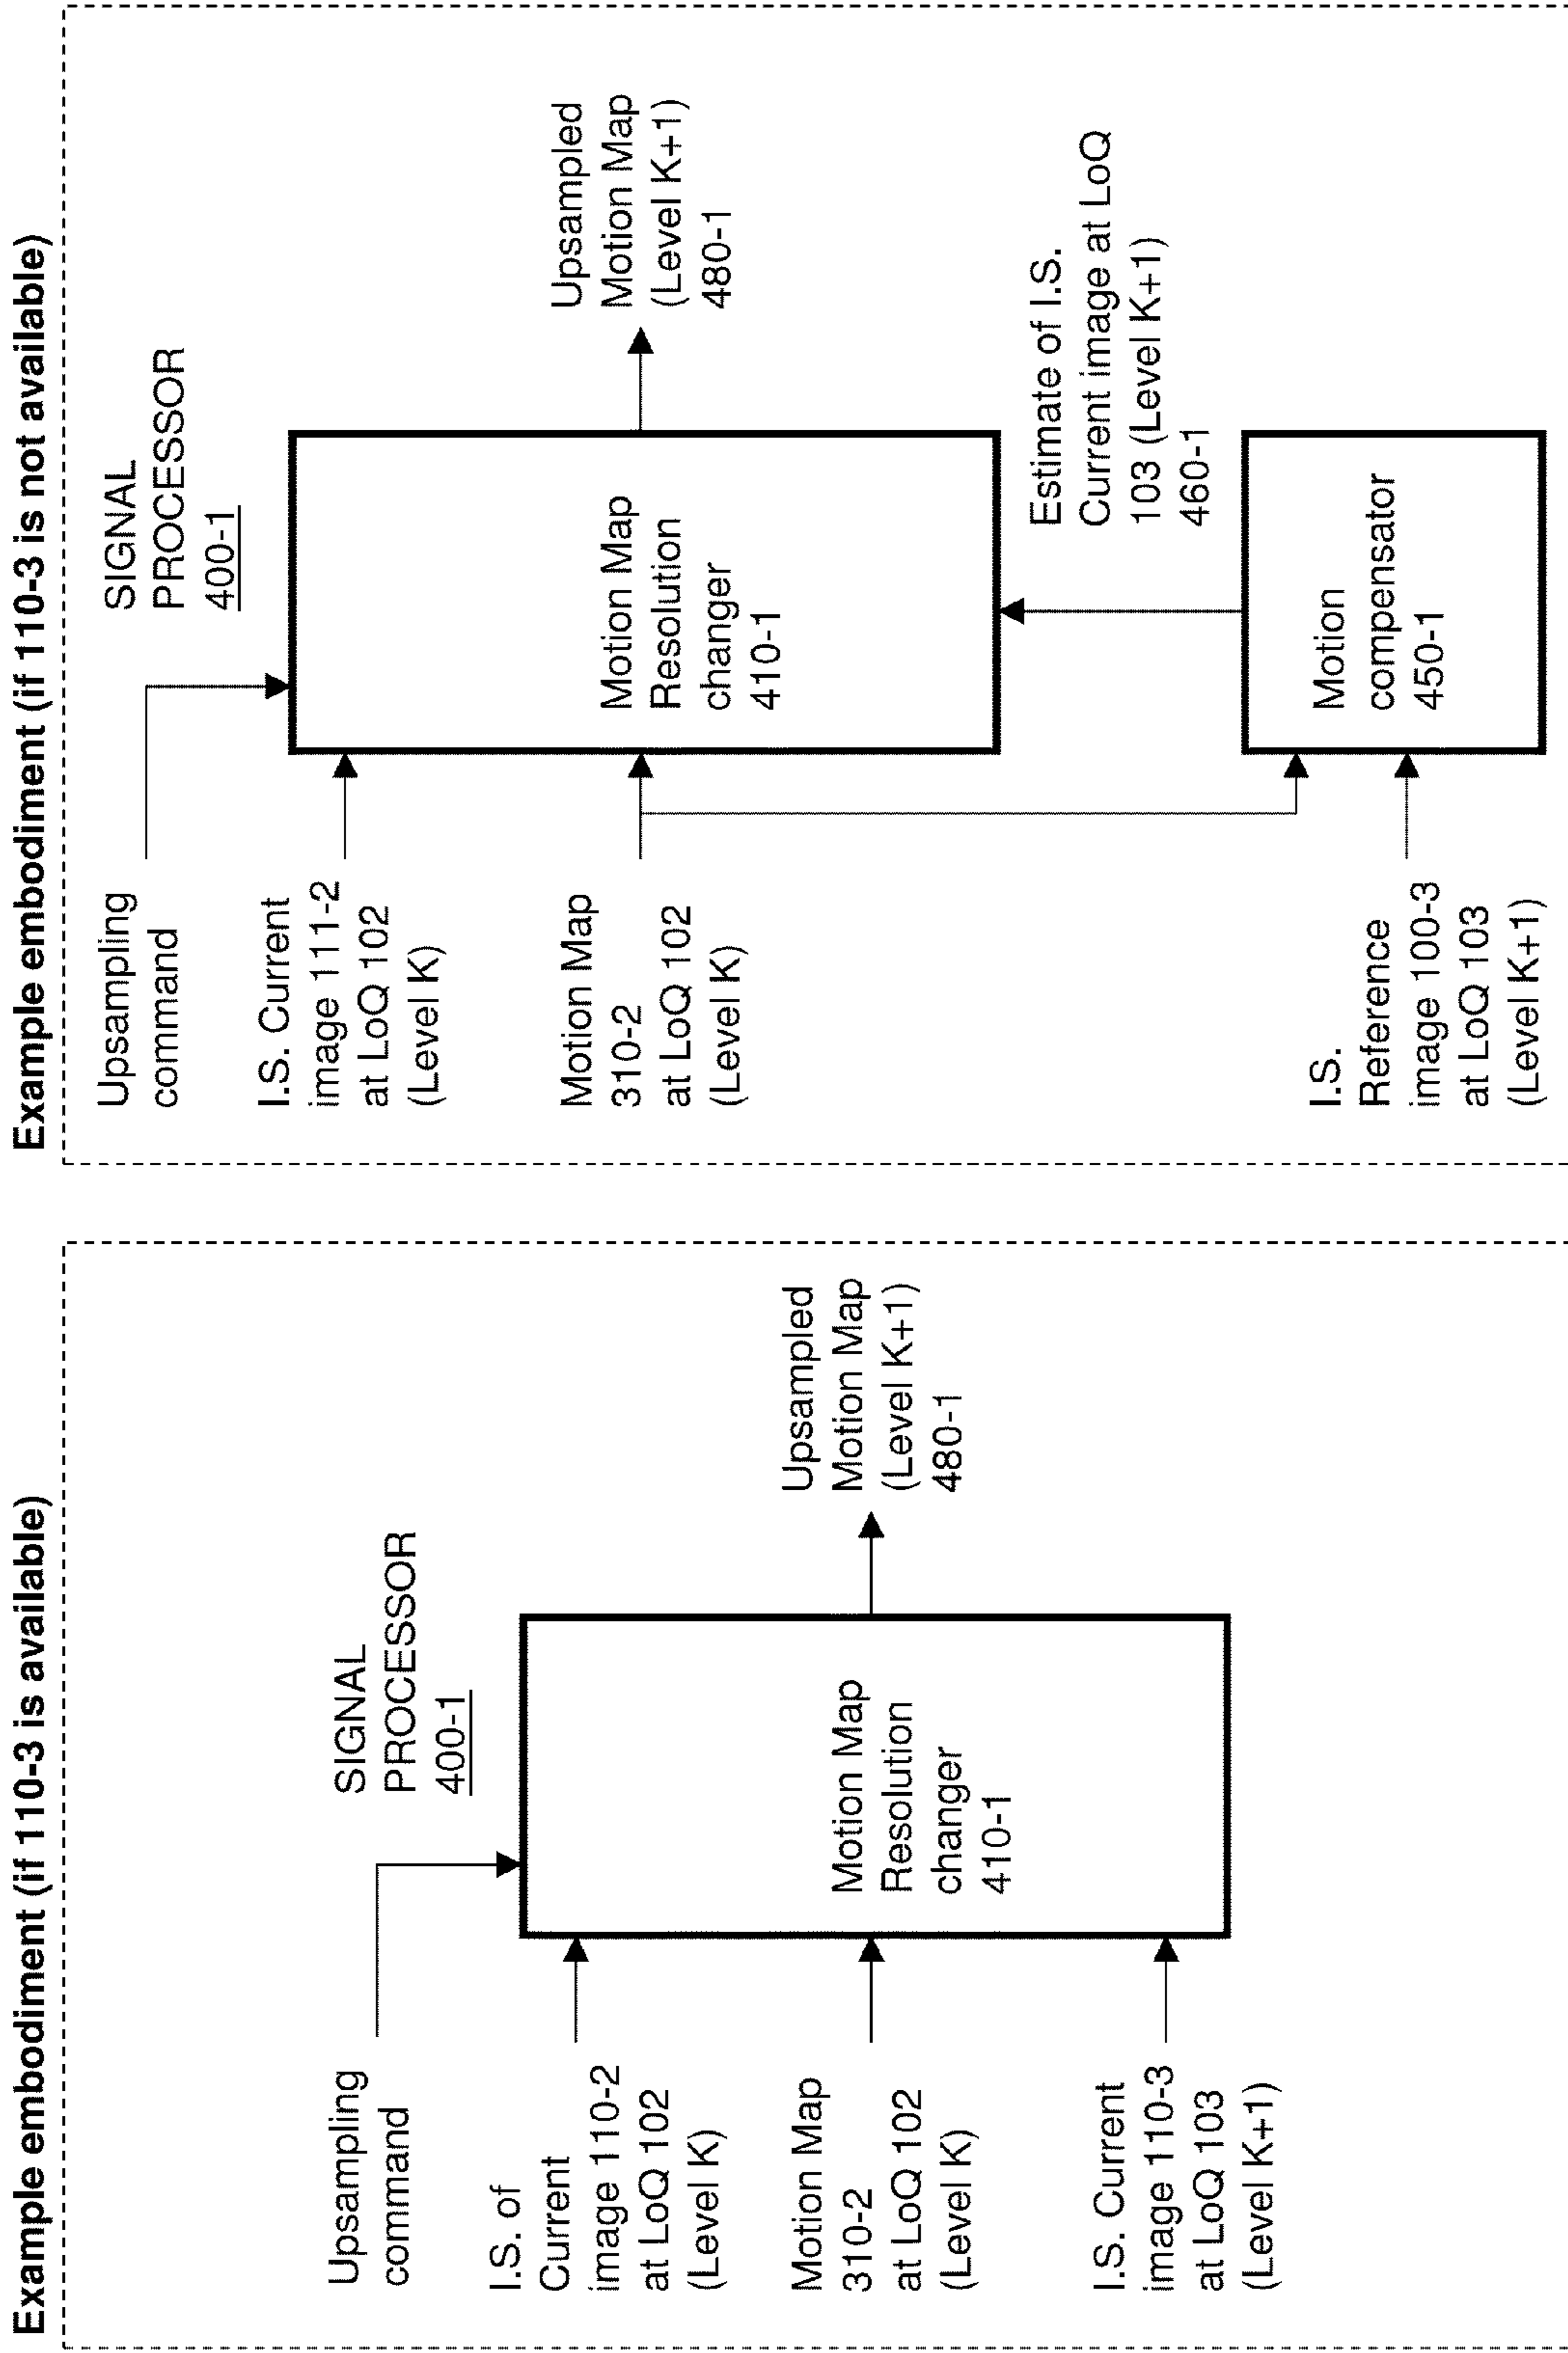 Example embodiment (if 110-3 is available)
SIGNAL
PROCESSOR
400-1
Upsampling
command
I.S. of
Current
image 110-2
at LoQ 102
(Level K)
Motion Map
310-2
at LoQ 102
(Level K)
I.S. Current
image 110-3
at LoQ 103
(Level K+1)
Motion Map
Resolution
changer
410-1
Upsampled
Motion Map
(Level K+1)
480-1
Example embodiment (if 110-3 is not available)
SIGNAL
PROCESSOR
400-1
Upsampling
command
I.S. Current
image 111-2
at LoQ 102
(Level K)
Motion Map
310-2
at LoQ 102
(Level K)
I.S.
Reference
image 100-3
at LoQ 103
(Level K+1)
Motion Map
Resolution
changer
410-1
Upsampled
Motion Map
(Level K+1)
480-1
Estimate of I.S.
Current image at LoQ
103 (Level K+1)
460-1
Motion
compensator
450-1